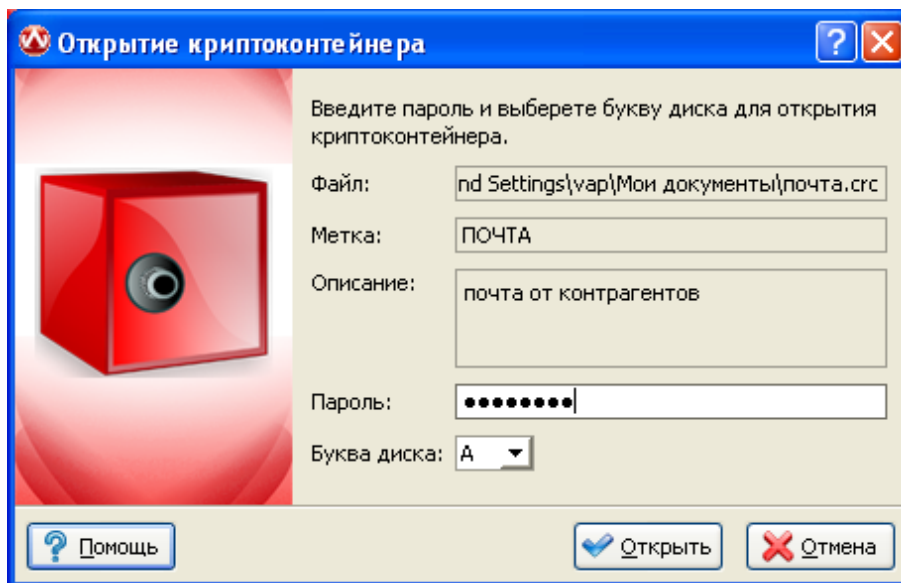 Открытие криптоконтейнера
Введите пароль и выберете букву диска для открытия
криптоконтейнера.
Файл: nd Settings\vap\Мои документы\почта.crc
Метка: ПОЧТА
Описание: почта от контрагентов
Пароль: ●●●●●●●●
Буква диска: A
Помощь Открыть Отмена